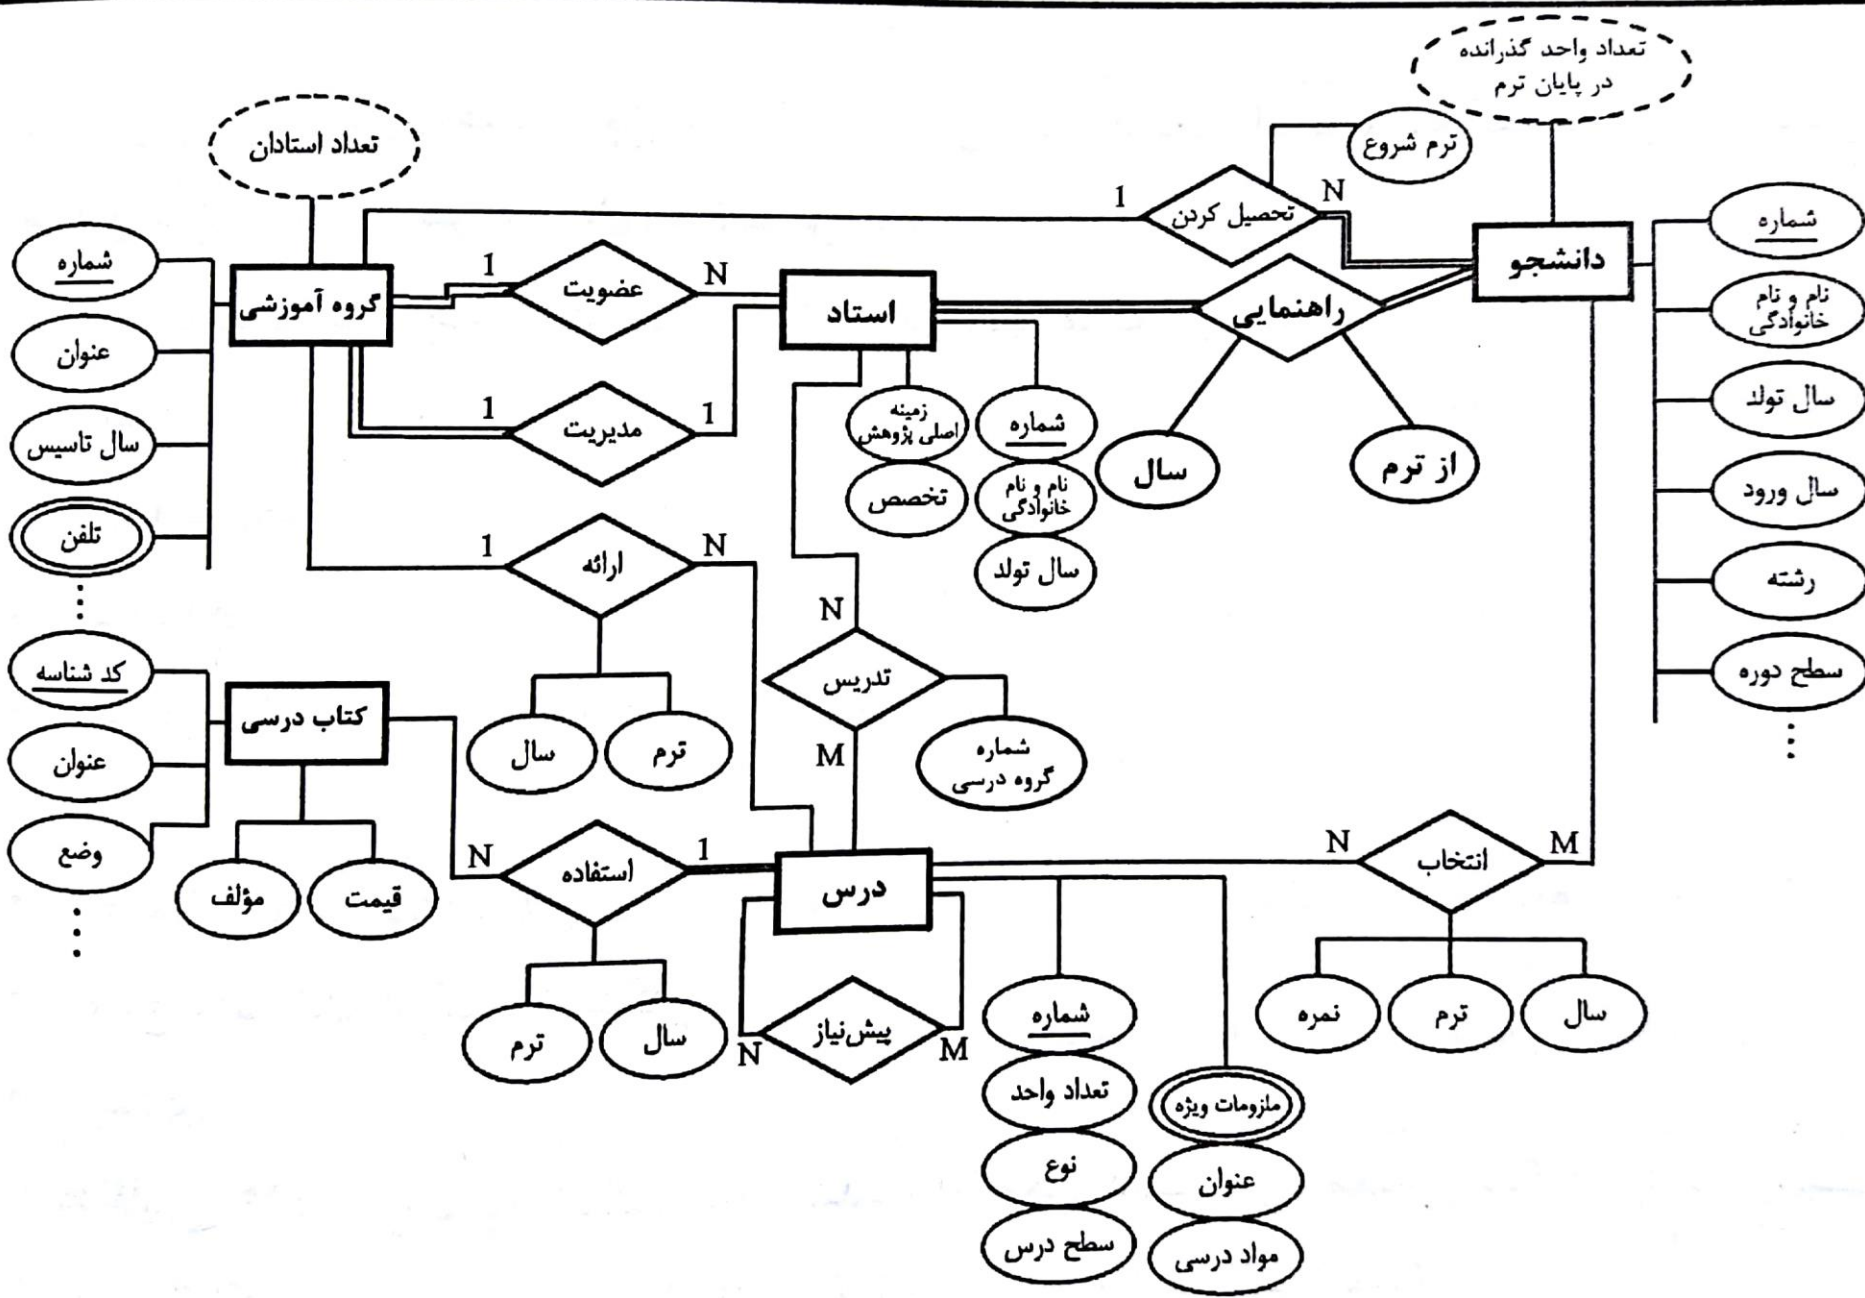 تعداد واحد گذرانده
در پایان ترم
تعداد استادان
ترم شروع
1
تحصیل کردن
N
شماره
دانشجو
شماره
گروه آموزشی
1
عضویت
N
استاد
راهنمایی
نام و نام
خانوادگی
عنوان
سال تولد
1
مدیریت
1
زمینه
اصلی پژوهش
شماره
سال
از ترم
سال تاسیس
تخصص
نام و نام
خانوادگی
سال ورود
تلفن
1
ارائه
N
سال تولد
رشته
N
کد شناسه
کتاب درسی
تدریس
سطح دوره
عنوان
سال
ترم
M
شماره
گروه درسی
وضع
N
استفاده
1
درس
N
انتخاب
M
مؤلف
قیمت
ترم
سال
N
پیش‌نیاز
M
شماره
نمره
ترم
سال
تعداد واحد
ملزومات ویژه
نوع
عنوان
سطح درس
مواد درسی